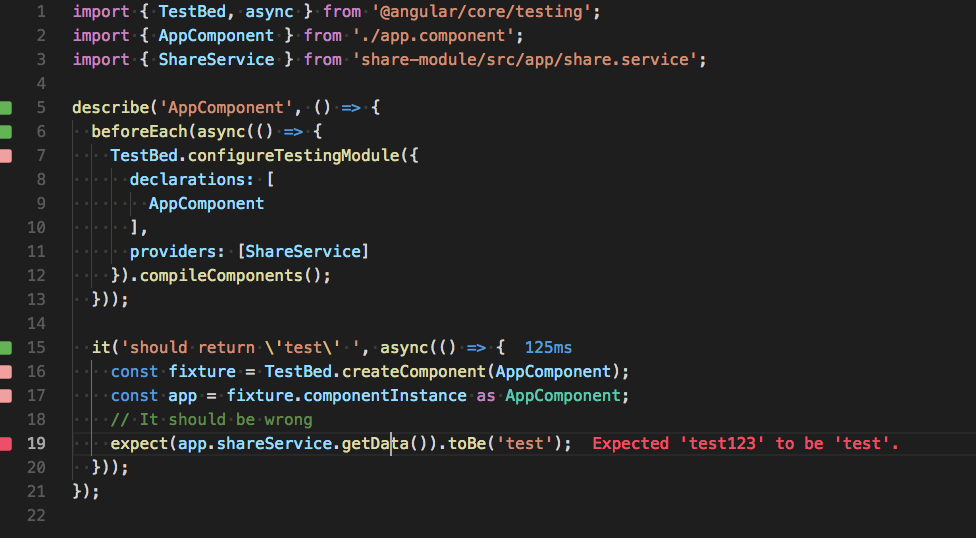 1 import { TestBed, async } from '@angular/core/testing';
2 import { AppComponent } from './app.component';
3 import { ShareService } from 'share-module/src/app/share.service';
4
5 describe('AppComponent', () => {
6 beforeEach(async(() => {
7 TestBed.configureTestingModule({
8 declarations: [
9 AppComponent
10 ],
11 providers: [ShareService]
12 }).compileComponents();
13 }));
14
15 it('should return \'test\' ', async(() => { 125ms
16 const fixture = TestBed.createComponent(AppComponent);
17 const app = fixture.componentInstance as AppComponent;
18 // It should be wrong
19 expect(app.shareService.getData()).toBe('test'); Expected 'test123' to be 'test'.
20 }));
21 });
22